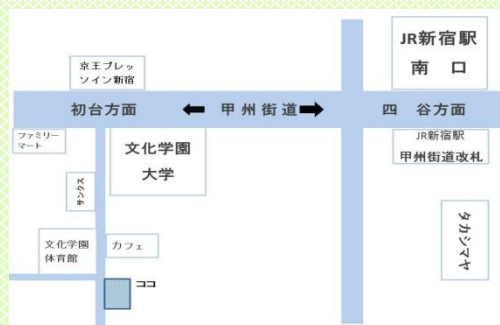 JR新宿駅
南 口
京王プレッ
ソイン新宿
初台方面
甲州街道
四 谷方面
ファミリー
マート
文化学園
大学
JR新宿駅
甲州街道改札
サンクス
タカシマヤ
文化学園
体育館
カフェ
ココ